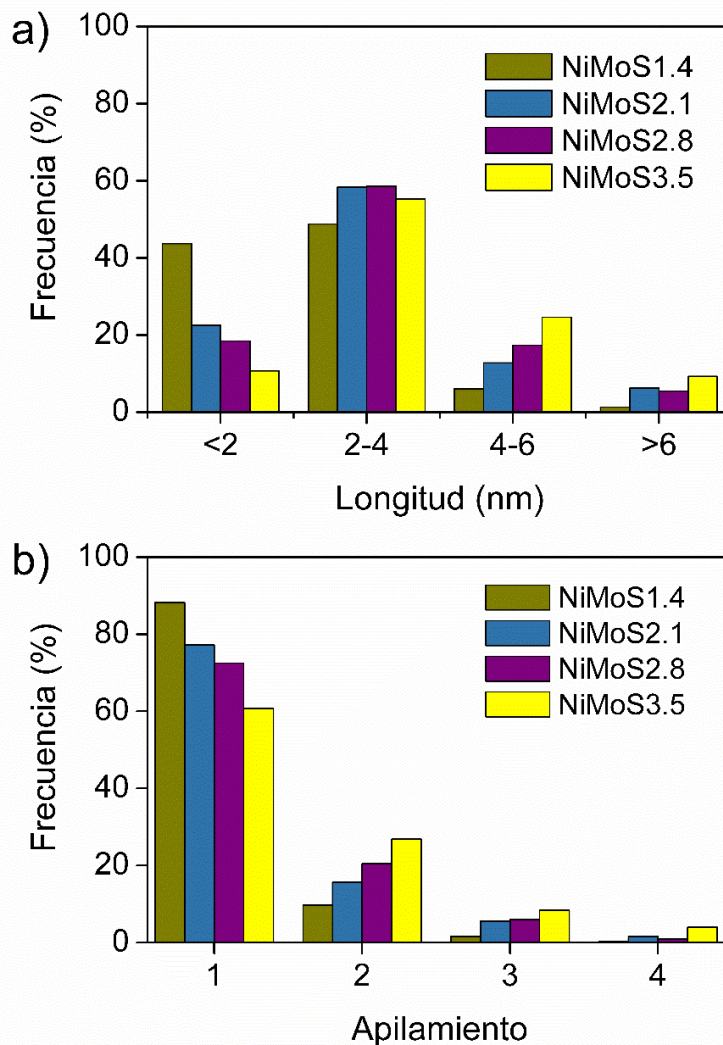 a)
100
80
60
40
20
0
Frecuencia (%)
NiMoS1.4
NiMoS2.1
NiMoS2.8
NiMoS3.5
<2 2-4 4-6 >6
Longitud (nm)
b)
100
80
60
40
20
0
Frecuencia (%)
NiMoS1.4
NiMoS2.1
NiMoS2.8
NiMoS3.5
1 2 3 4
Apilamiento